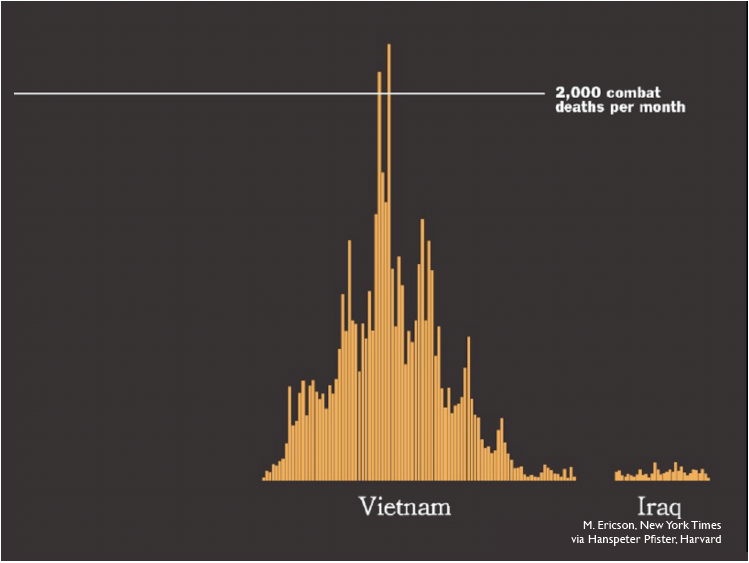 2,000 combat
deaths per month
Vietnam
Iraq
M. Ericson, New York Times
via Hanspeter Pfister, Harvard